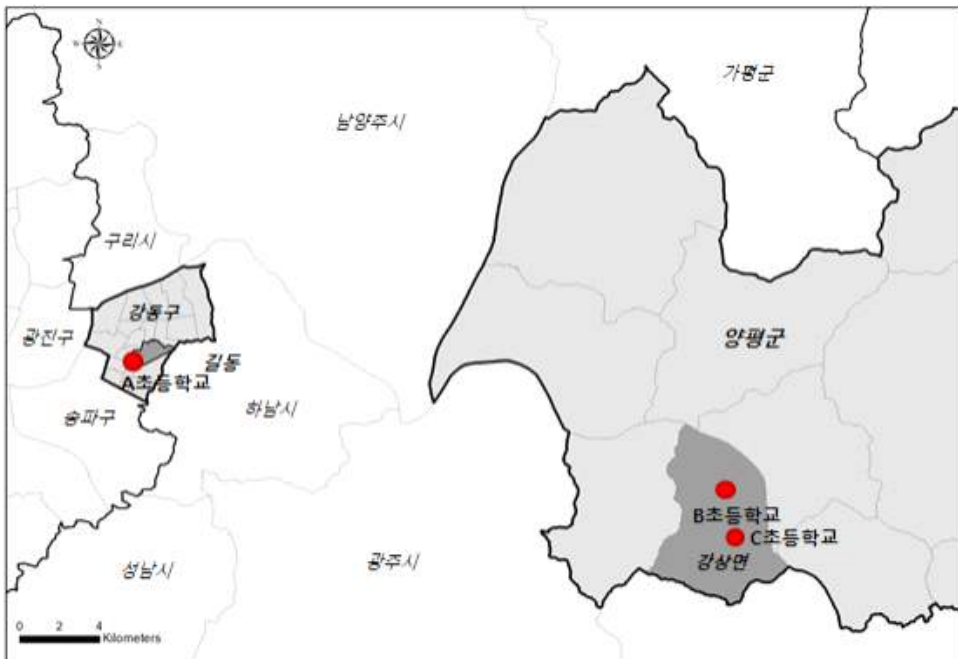 N
W
E
S
가평군
남양주시
구리시
강동구
광진구
양평군
길동
A초등학교
송파구
하남시
B초등학교
C초등학교
강상면
성남시
광주시
0 2 4
Kilometers